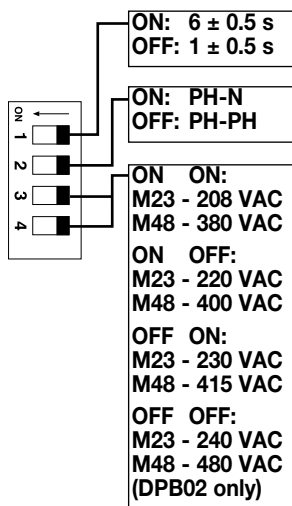 ON: 6 ± 0.5 s
OFF: 1 ± 0.5 s
ON: PH-N
OFF: PH-PH
ON
1
2
3
4
ON ON:
M23 - 208 VAC
M48 - 380 VAC
ON OFF:
M23 - 220 VAC
M48 - 400 VAC
OFF ON:
M23 - 230 VAC
M48 - 415 VAC
OFF OFF:
M23 - 240 VAC
M48 - 480 VAC
(DPB02 only)